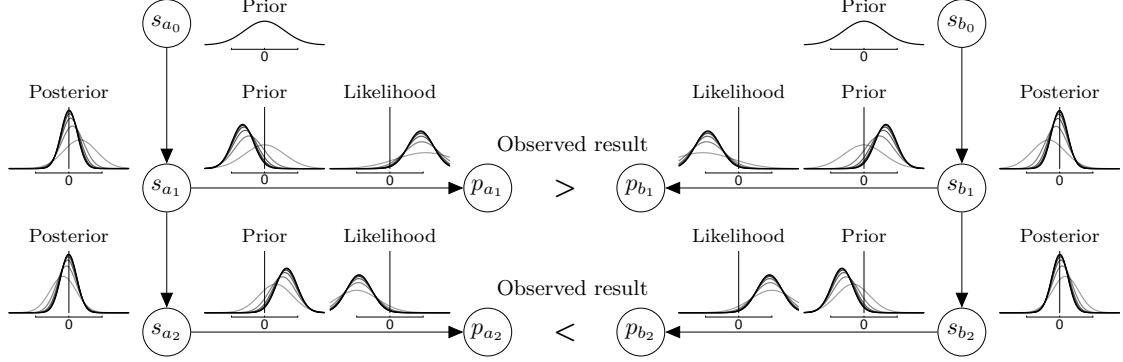 s_{a_0} Prior 0 Prior 0 s_{b_0}
Posterior Prior Likelihood Likelihood Prior Posterior
Observed result
0 0 0 0 0 0
s_{a_1} p_{a_1} > p_{b_1} s_{b_1}
Posterior Prior Likelihood Likelihood Prior Posterior
Observed result
0 0 0 0 0 0
s_{a_2} p_{a_2} < p_{b_2} s_{b_2}